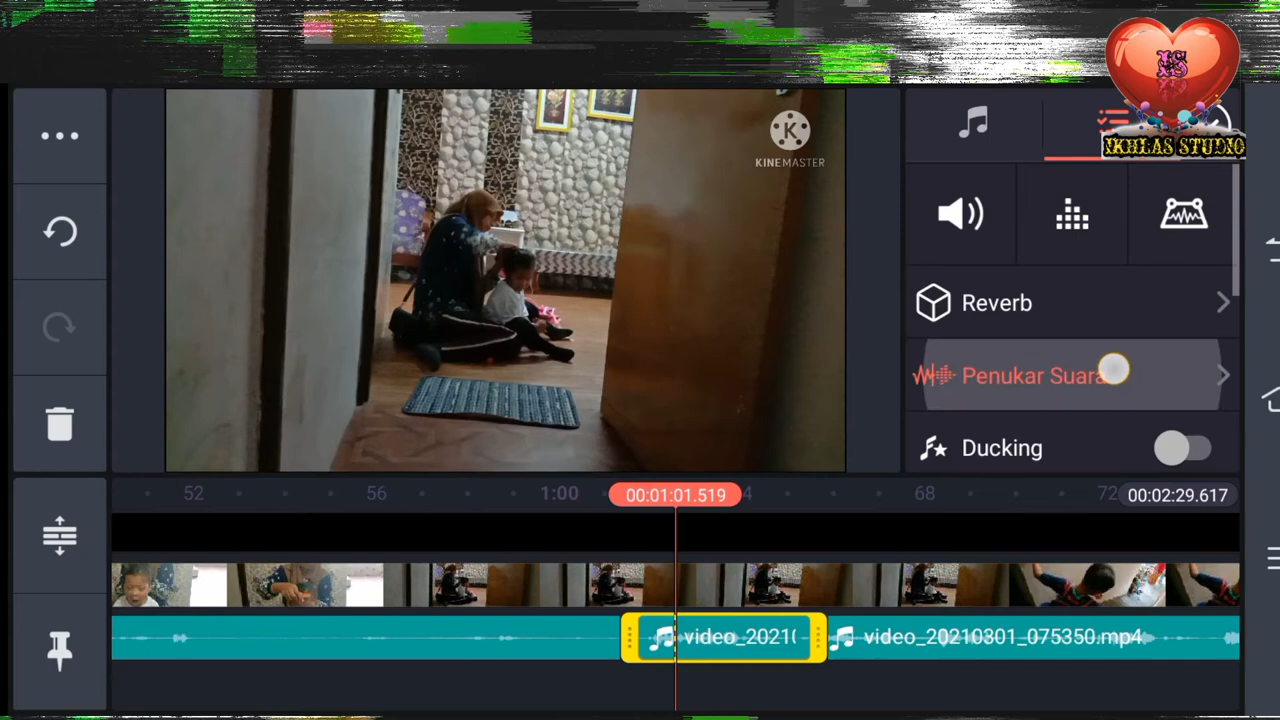 IKHLAS STUDIO
K
KINEMASTER
Reverb
Penukar Suara
Ducking
52
56
1:00
00:01:01.519
4
68
72
00:02:29.617
video_2021(
video_20210301_075350.mp4